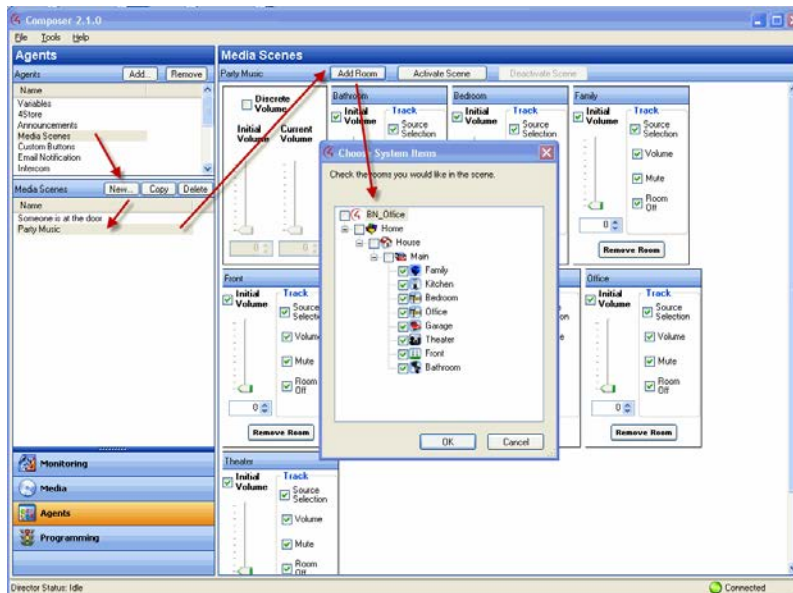 Composer 2.1.0
File Tools Help
Agents
Agents Add... Remove
Name
Variables
4Store
Announcements
Media Scenes
Custom Buttons
Email Notification
Intercom
Media Scenes New... Copy Delete
Name
Someone is at the door
Party Music
Monitoring
Media
Agents
Programming
Director Status: Idle
Media Scenes
Party Music Add Room Activate Scene Deactivate Scene
Discrete Volume
Initial Volume Current Volume
0 0
Bathroom
Initial Volume Track
Source Selection
Bedroom
Initial Volume Track
Source Selection
Family
Initial Volume Track
Source Selection
Volume
Mute
Room Off
0
Remove Room
Choose System Items
Check the rooms you would like in the scene.
BN_Office
Home
House
Main
Family
Kitchen
Bedroom
Office
Garage
Theater
Front
Bathroom
OK Cancel
Front
Initial Volume Track
Source Selection
Volume
Mute
Room Off
0
Remove Room
Office
Initial Volume Track
Source Selection
Volume
Mute
Room Off
0
Remove Room
Theater
Initial Volume Track
Source Selection
Volume
Mute
Room Off
Connected